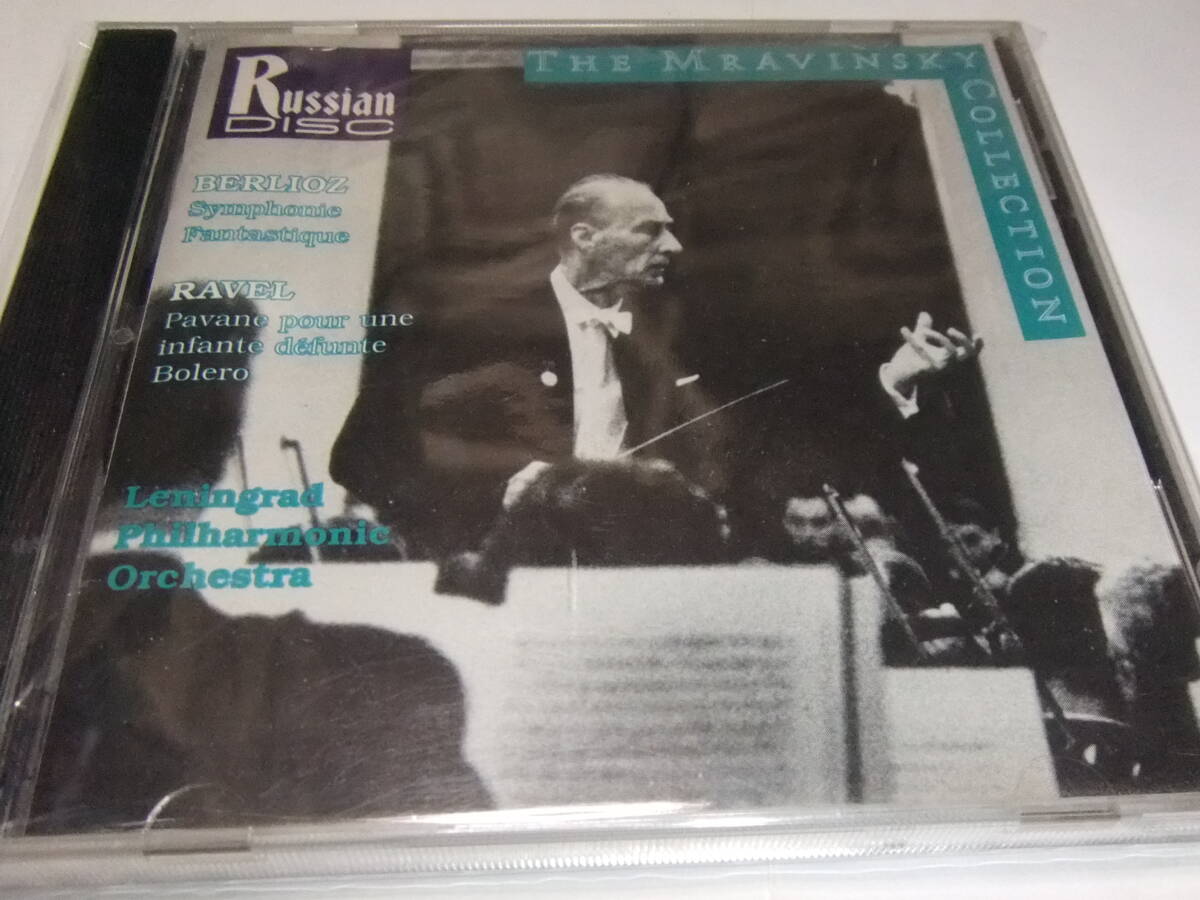 Russian
DISC
THE MRAVINSKY
COLLECTION
BERLIOZ
Symphonie
Fantastique
RAVEL
Pavane pour une
infante défunte
Bolero
Leningrad
Philharmonic
Orchestra